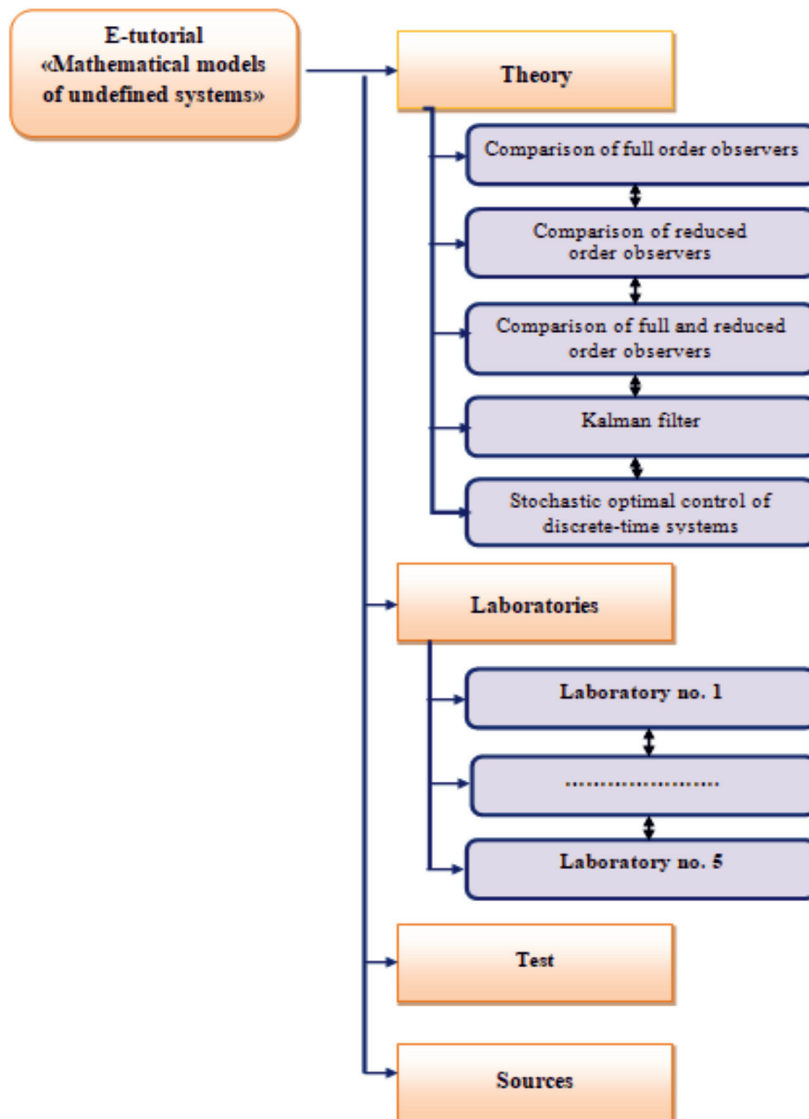 E-tutorial
«Mathematical models
of undefined systems»
Theory
Comparison of full order observers
Comparison of reduced
order observers
Comparison of full and reduced
order observers
Kalman filter
Stochastic optimal control of
discrete-time systems
Laboratories
Laboratory no. 1
......................
Laboratory no. 5
Test
Sources